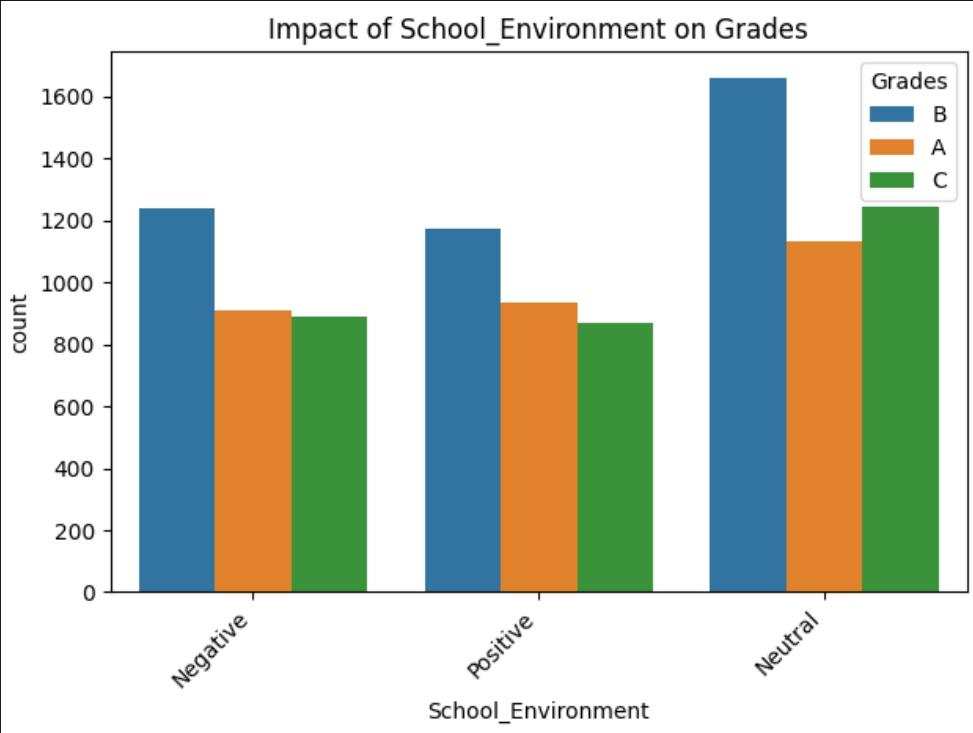 Impact of School_Environment on Grades
Grades
B
A
C
1600
1400
1200
1000
800
600
400
200
0
count
Negative
Positive
Neutral
School_Environment